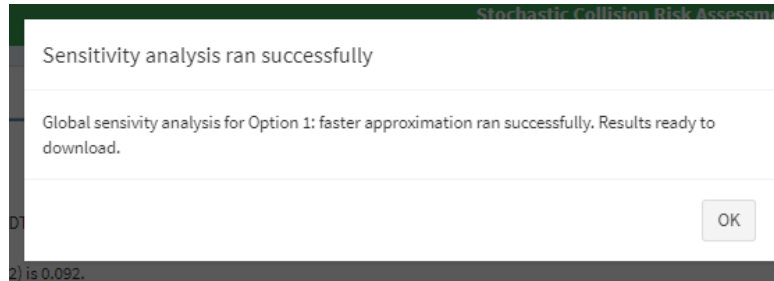 Stochastic Collision Risk Assessm
Sensitivity analysis ran successfully
Global sensivity analysis for Option 1: faster approximation ran successfully. Results ready to
download.
OK
2) is 0.092.